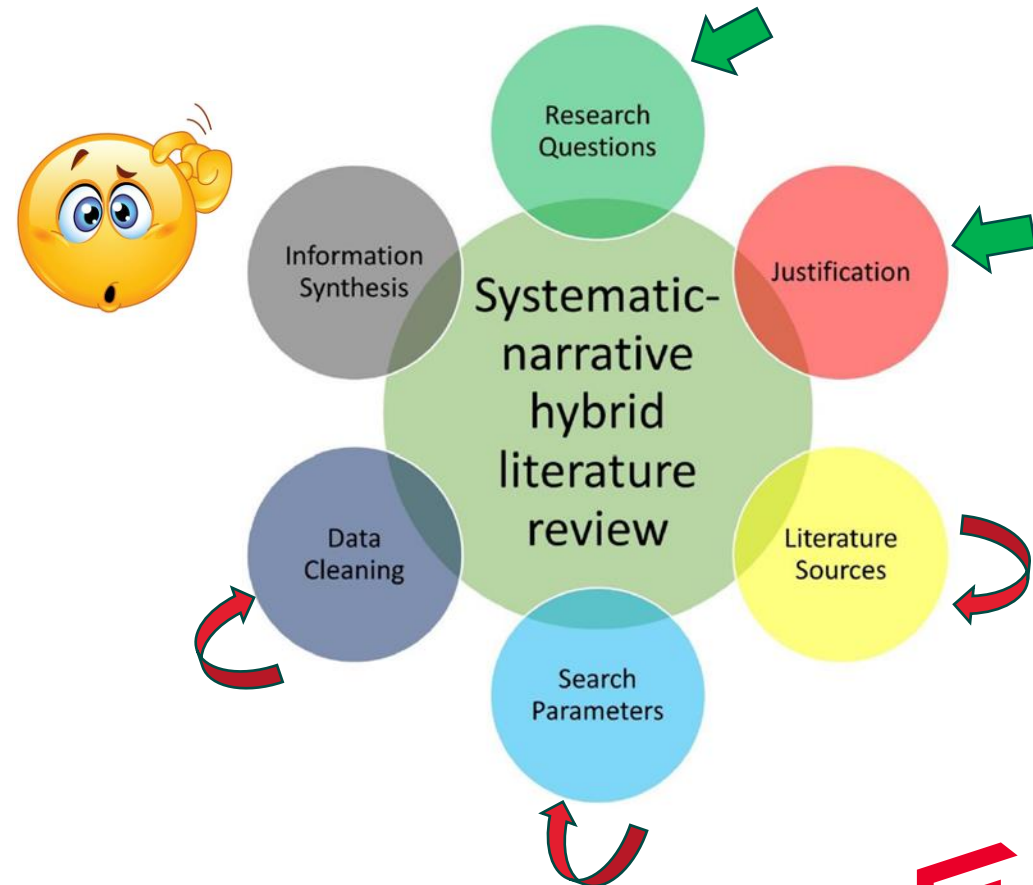 Research
Questions
Justification
Literature
Sources
Search
Parameters
Data
Cleaning
Information
Synthesis
Systematic-
narrative
hybrid
literature
review